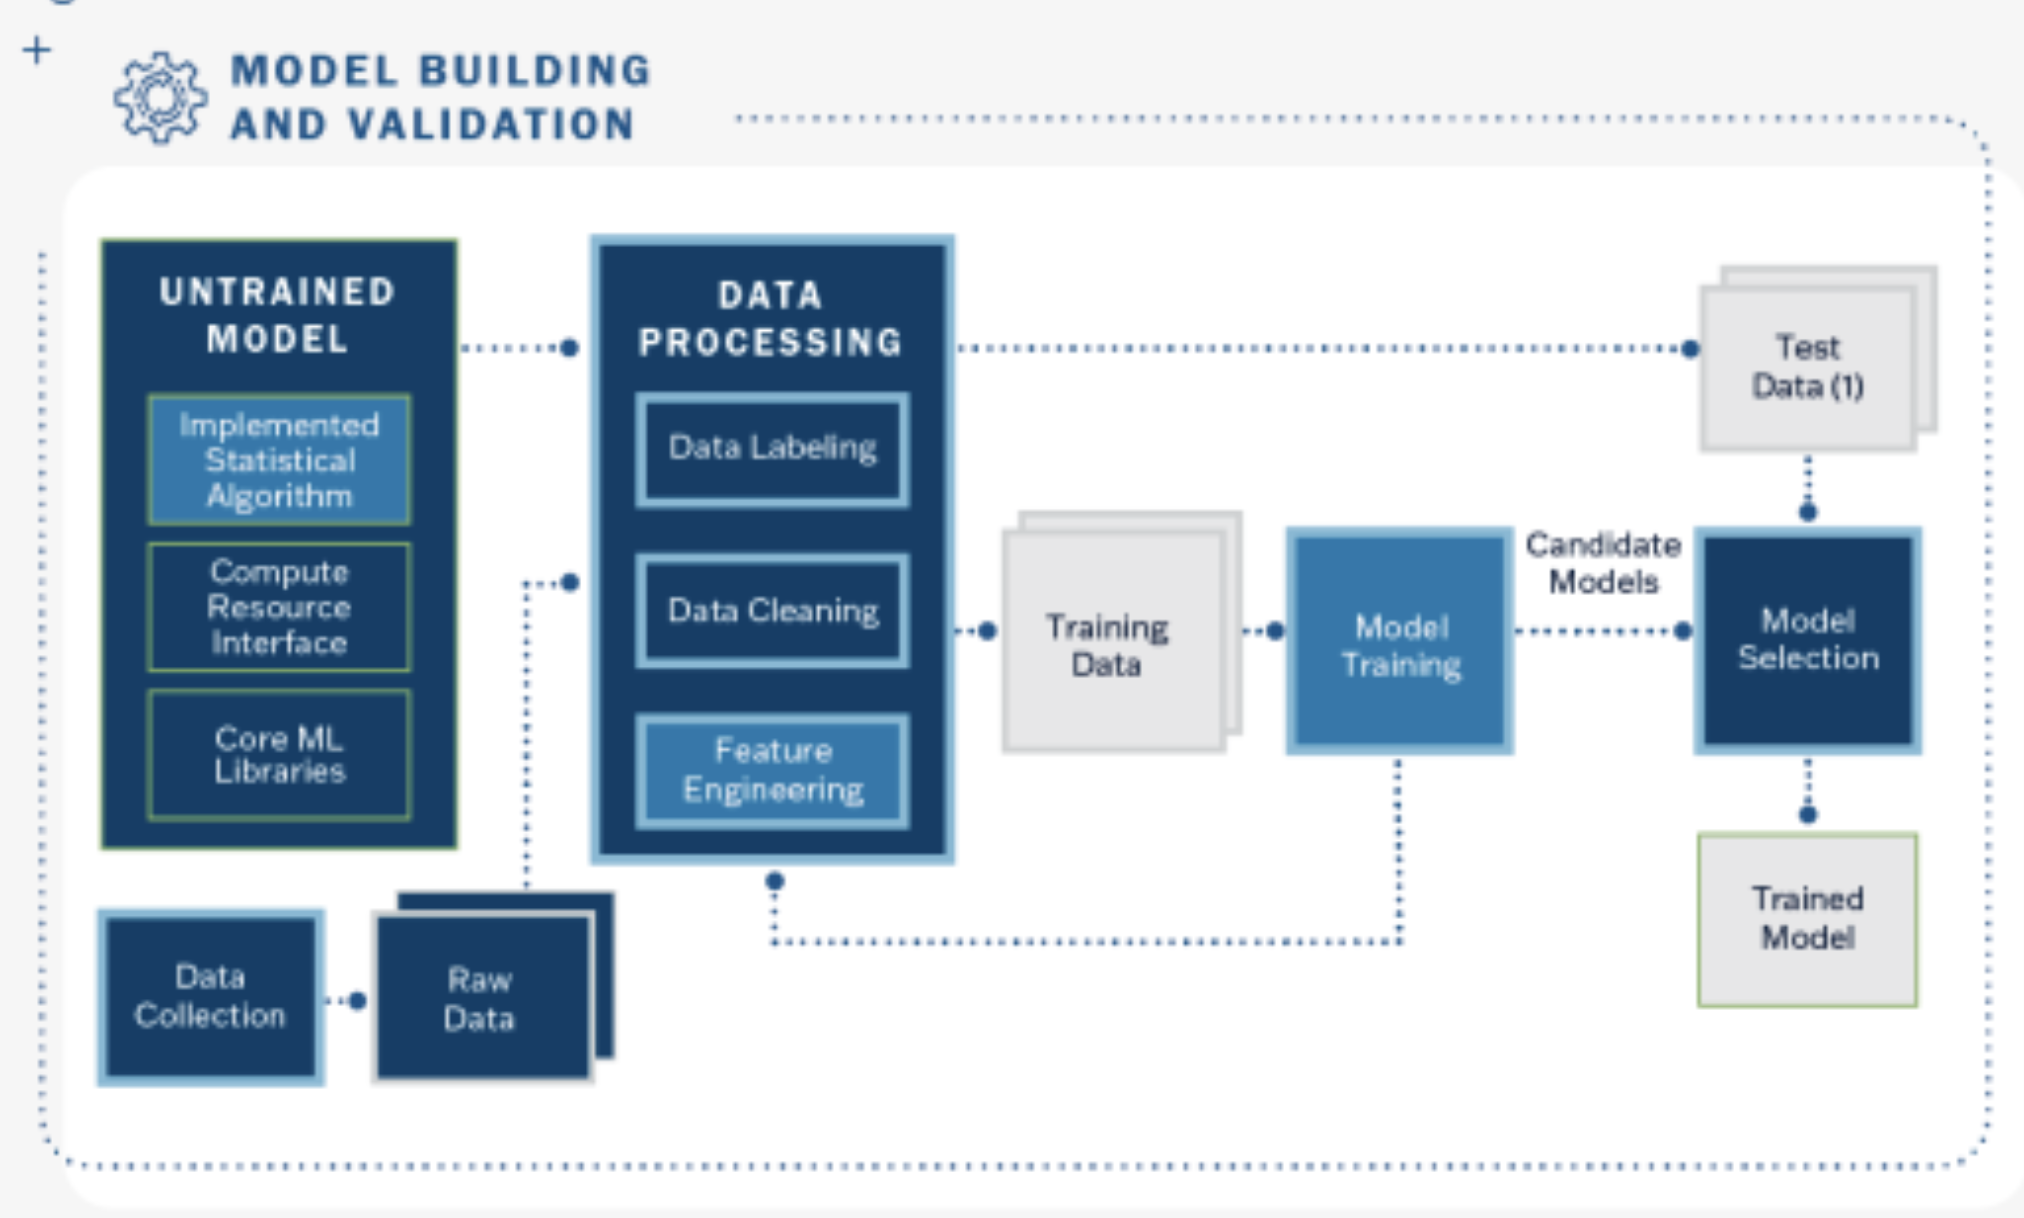 MODEL BUILDING
AND VALIDATION
UNTRAINED
MODEL
Implemented
Statistical
Algorithm
Compute
Resource
Interface
Core ML
Libraries
Data
Collection
Raw
Data
DATA
PROCESSING
Data Labeling
Data Cleaning
Feature
Engineering
Training
Data
Model
Training
Candidate
Models
Test
Data (1)
Model
Selection
Trained
Model